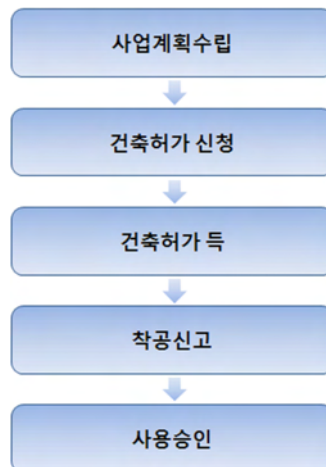 사업계획수립
건축허가 신청
건축허가 득
착공신고
사용승인